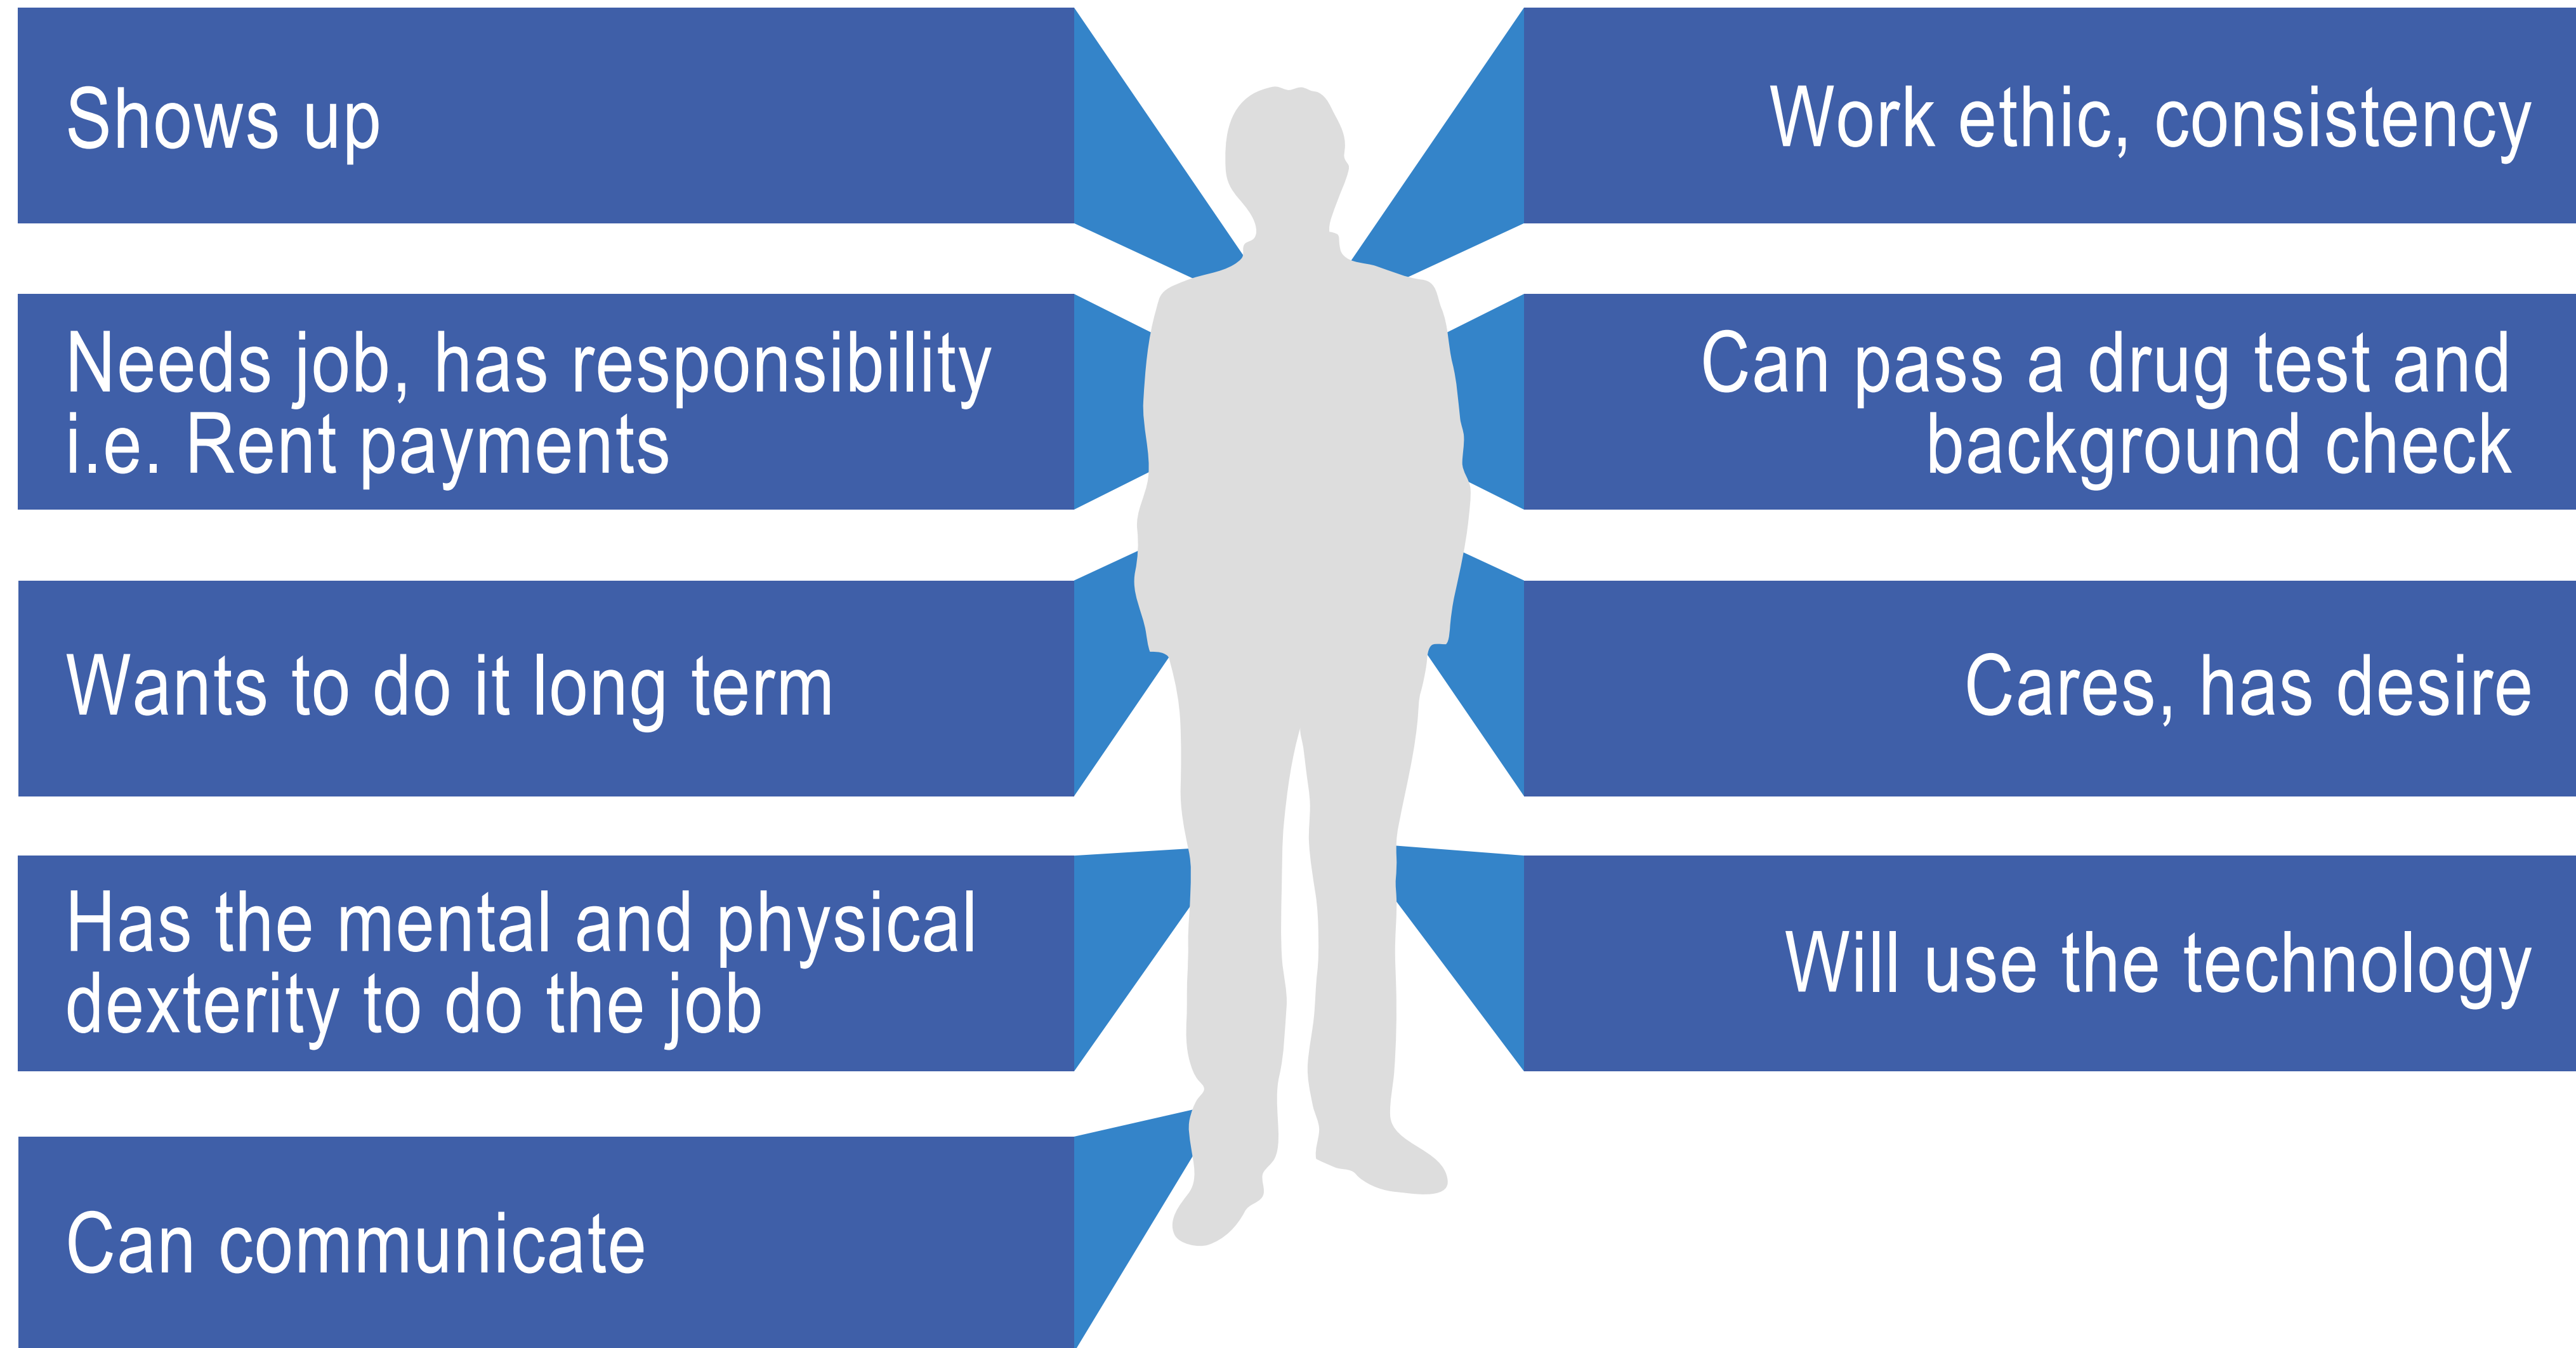 Shows up
Needs job, has responsibility
i.e. Rent payments
Wants to do it long term
Has the mental and physical
dexterity to do the job
Can communicate
Work ethic, consistency
Can pass a drug test and
background check
Cares, has desire
Will use the technology